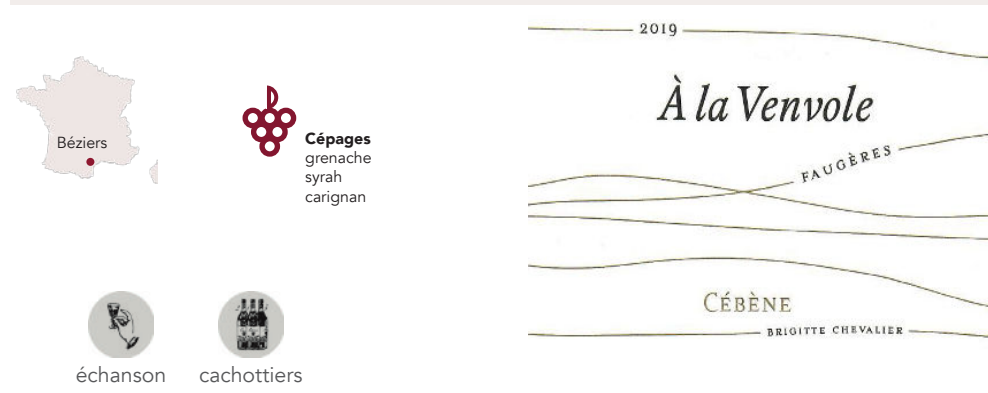 Béziers
Cépages
grenache
syrah
carignan
échanson
cachottiers
2019
À la Venvole
FAUGÈRES
CÉBÈNE
BRIGITTE CHEVALIER